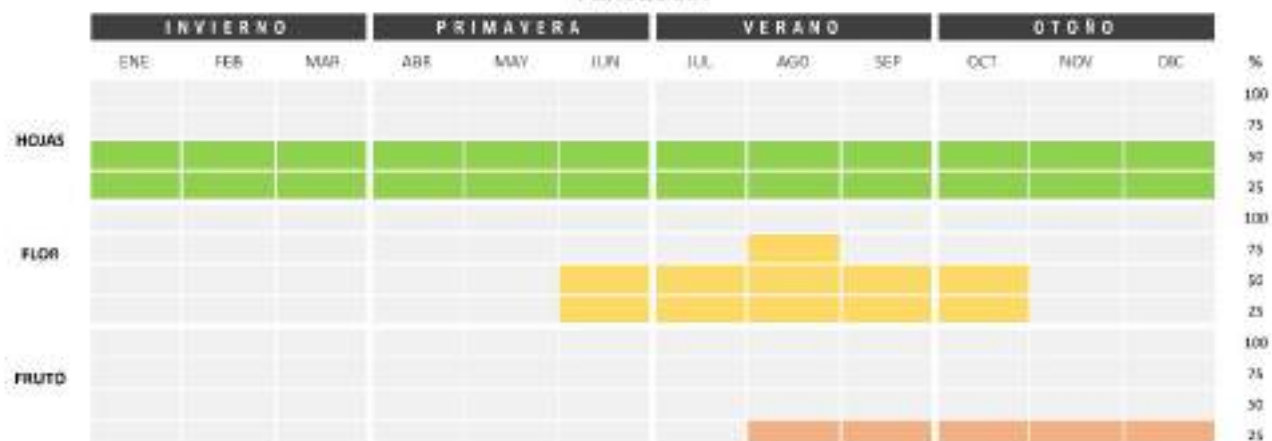 INVIERNO PRIMAVERA VERANO OTOÑO
ENE FEB MAR ABR MAY JUN JUL AGO SEP OCT NOV DIC %
100
75
HOJAS
50
25
100
FLOR 75
50
25
100
FRUTO 75
50
25